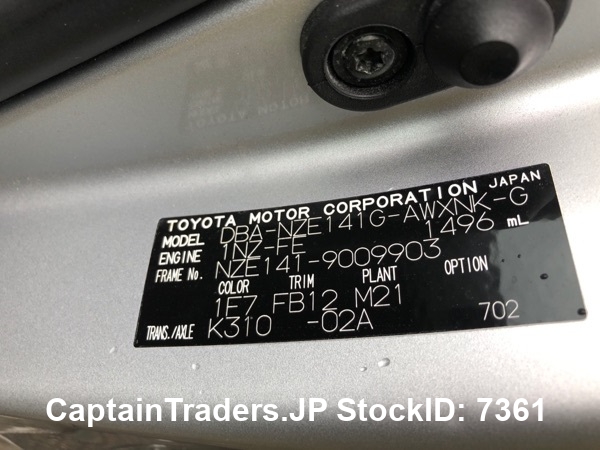 TOYOTA MOTOR CORPORATION JAPAN
MODEL DBA-NZE141G-AWXNK-G
ENGINE 1NZ-FE 1496 mL
FRAME No. NZE141-9009903
COLOR TRIM PLANT OPTION
1E7 FB12 M21
TRANS./AXLE K310 -02A 702
CaptainTraders.JP StockID: 7361